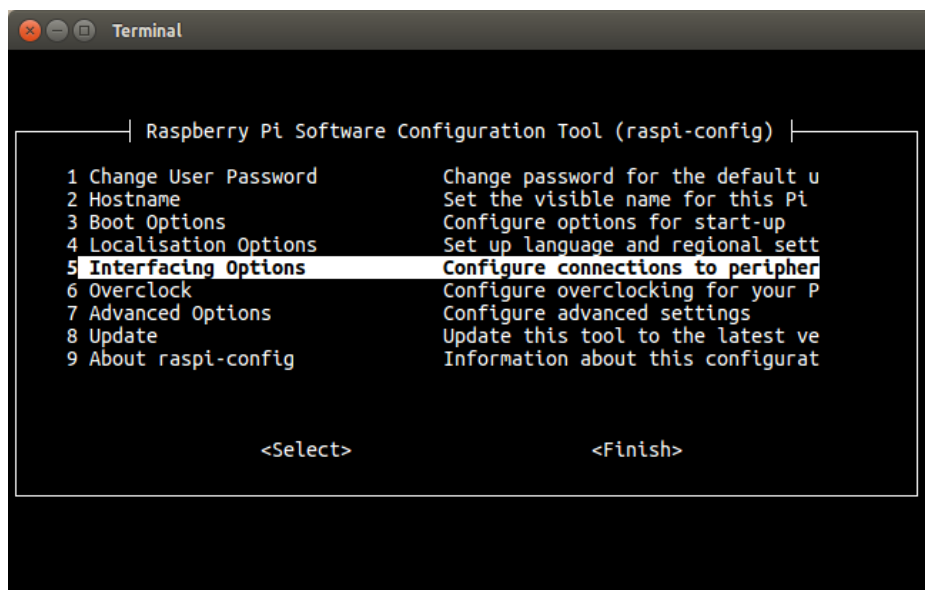 Terminal
Raspberry Pi Software Configuration Tool (raspi-config)
1 Change User Password Change password for the default u
2 Hostname Set the visible name for this Pi
3 Boot Options Configure options for start-up
4 Localisation Options Set up language and regional sett
5 Interfacing Options Configure connections to peripher
6 Overclock Configure overclocking for your P
7 Advanced Options Configure advanced settings
8 Update Update this tool to the latest ve
9 About raspi-config Information about this configurat
<Select> <Finish>